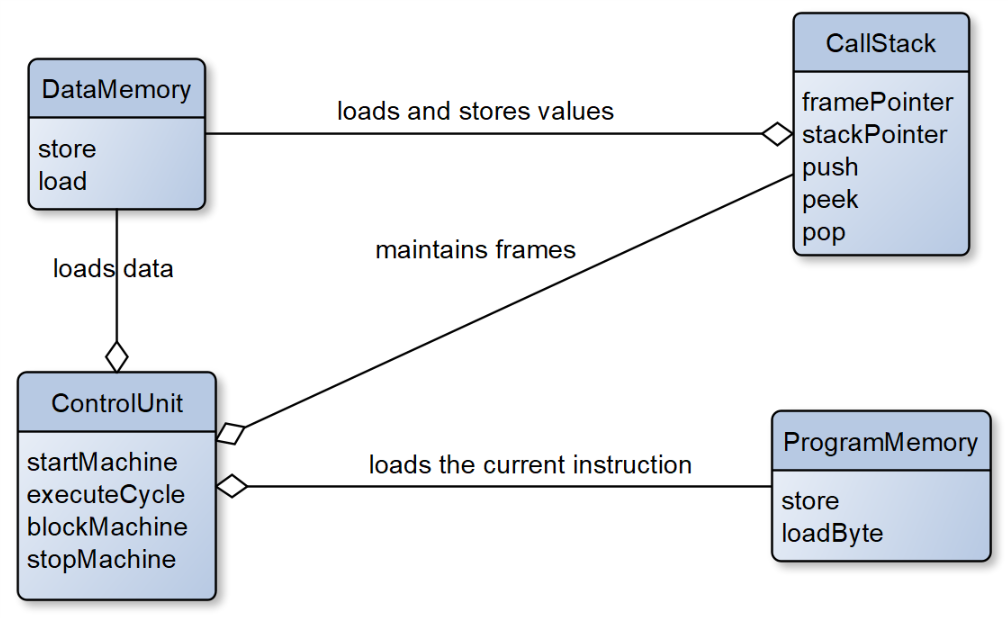 DataMemory
store
load
loads and stores values
CallStack
framePointer
stackPointer
push
peek
pop
maintains frames
loads data
ControlUnit
startMachine
executeCycle
blockMachine
stopMachine
loads the current instruction
ProgramMemory
store
loadByte